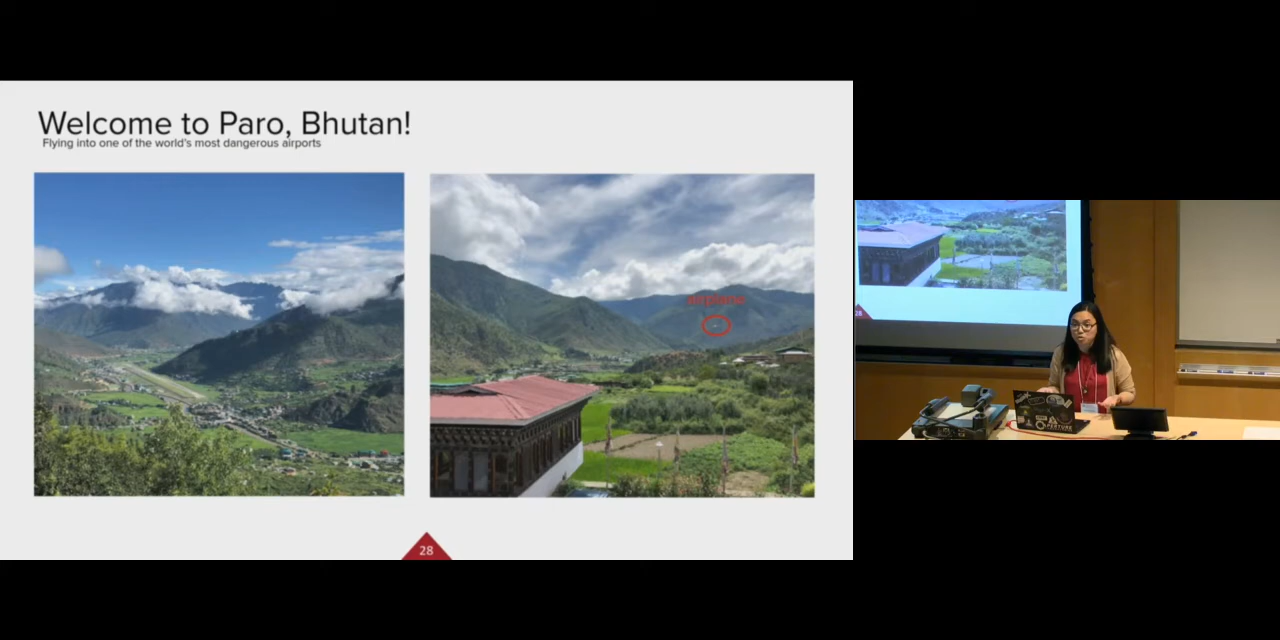 Welcome to Paro, Bhutan!
Flying into one of the world's most dangerous airports
airplane
28